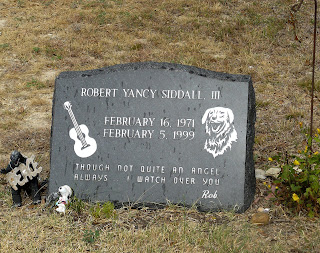 ROBERT YANCY SIDDALL, III
FEBRUARY 16, 1971
FEBRUARY 5, 1999
THOUGH NOT QUITE AN ANGEL
ALWAYS I WATCH OVER YOU
Rob